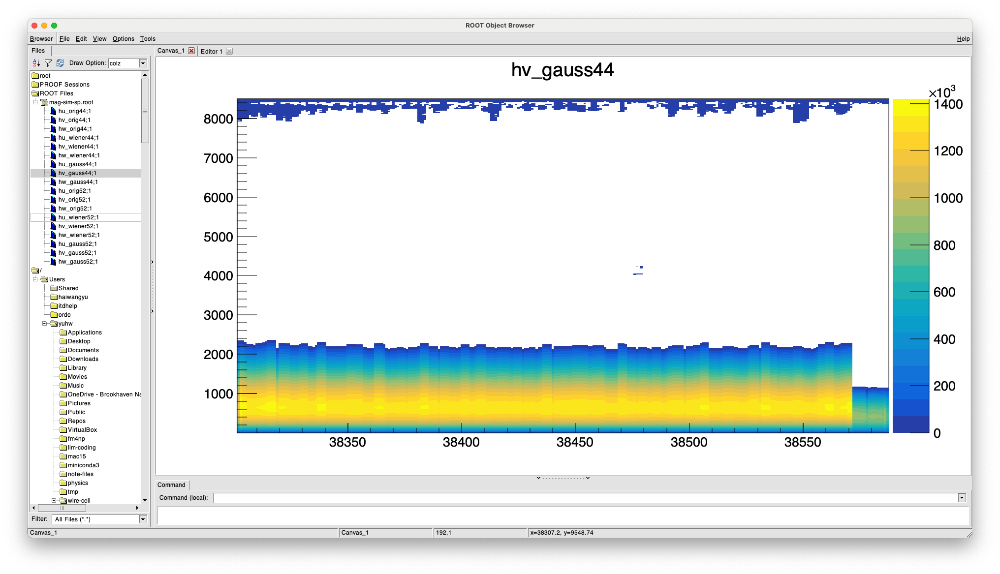 ROOT Object Browser
Browser File Edit View Options Tools Help
Files
Draw Option: colz
root
PROOF Sessions
ROOT Files
mag-sim-sp.root
hu_orig44;1
hv_orig44;1
hw_orig44;1
hu_wiener44;1
hv_wiener44;1
hw_wiener44;1
hu_gauss44;1
hv_gauss44;1
hw_gauss44;1
hu_orig52;1
hv_orig52;1
hw_orig52;1
hu_wiener52;1
hv_wiener52;1
hw_wiener52;1
hu_gauss52;1
hv_gauss52;1
hw_gauss52;1
/
Users
Shared
haiwangyu
itdhelp
ordo
yuhw
Applications
Desktop
Documents
Downloads
Library
Movies
Music
OneDrive - Brookhaven Na
Pictures
Public
Repos
VirtualBox
fm4np
llm-coding
mac15
miniconda3
note-files
physics
tmp
wire-cell
Filter: All Files (*.*)
Canvas_1 Editor 1
hv_gauss44
×10³
8000
7000
6000
5000
4000
3000
2000
1000
38350 38400 38450 38500 38550
1400
1200
1000
800
600
400
200
0
Command
Command (local):
Canvas_1 Canvas_1 192,1 x=38307.2, y=9548.74